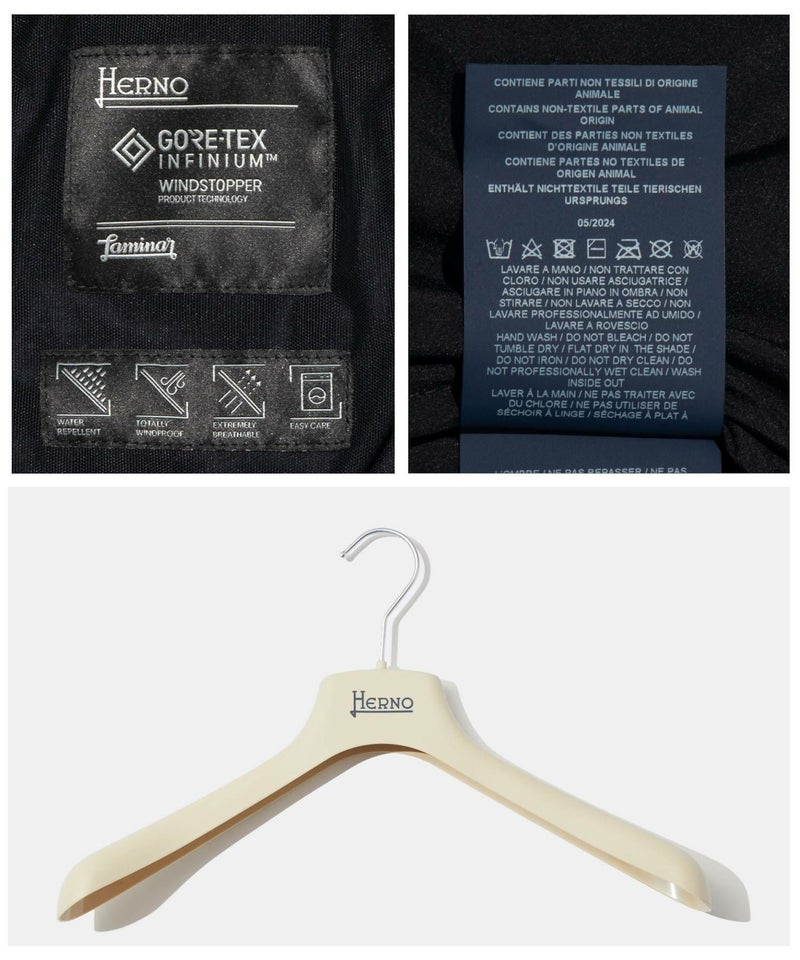 HERNO
GORE-TEX
INFINIUM™
WINDSTOPPER
PRODUCT TECHNOLOGY
Laminar
WATER
REPELLENT
TOTALLY
WINDPROOF
EXTREMELY
BREATHABLE
EASY CARE
CONTIENE PARTI NON TESSILI DI ORIGINE
ANIMALE
CONTAINS NON-TEXTILE PARTS OF ANIMAL
ORIGIN
CONTIENT DES PARTIES NON TEXTILES
D'ORIGINE ANIMALE
CONTIENE PARTES NO TEXTILES DE
ORIGEN ANIMAL
ENTHÄLT NICHTTEXTILE TEILE TIERISCHEN
URSPRUNGS
05/2024
LAVARE A MANO / NON TRATTARE CON
CLORO / NON USARE ASCIUGATRICE /
ASCIUGARE IN PIANO IN OMBRA / NON
STIRARE / NON LAVARE A SECCO / NON
LAVARE PROFESSIONALMENTE AD UMIDO /
LAVARE A ROVESCIO
HAND WASH / DO NOT BLEACH / DO NOT
TUMBLE DRY / FLAT DRY IN THE SHADE /
DO NOT IRON / DO NOT DRY CLEAN / DO
NOT PROFESSIONALLY WET CLEAN / WASH
INSIDE OUT
LAVER À LA MAIN / NE PAS TRAITER AVEC
DU CHLORE / NE PAS UTILISER DE
SÉCHOIR À LINGE / SÉCHAGE À PLAT À
L'OMBRE / NE PAS REPASSER / NE PAS
HERNO